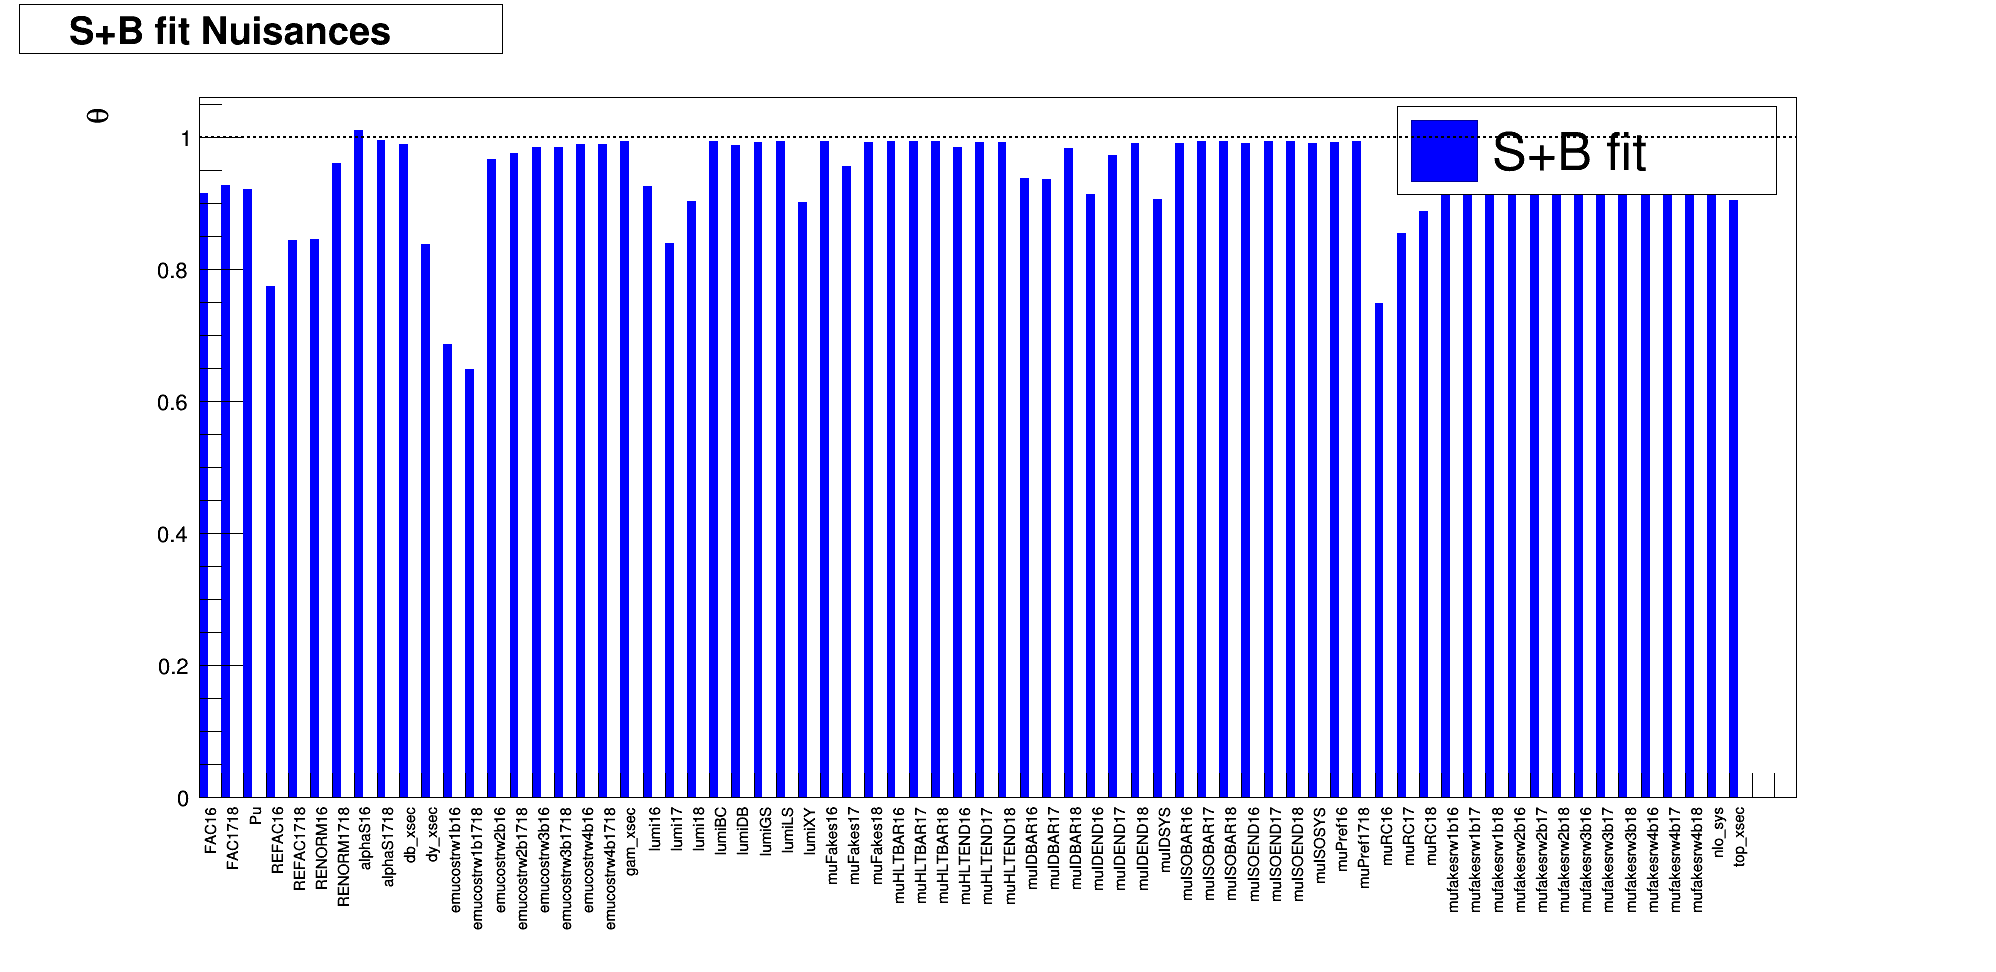 S+B fit Nuisances
θ
S+B fit
1
0.8
0.6
0.4
0.2
0
FAC16
FAC1718
Pu
REFAC16
REFAC1718
RENORM16
RENORM1718
alphaS16
alphaS1718
db_xsec
dy_xsec
emucostrw1b16
emucostrw1b1718
emucostrw2b16
emucostrw2b1718
emucostrw3b16
emucostrw3b1718
emucostrw4b16
emucostrw4b1718
gam_xsec
lumi16
lumi17
lumi18
lumiBC
lumiDB
lumiGS
lumiLS
lumiXY
muFakes16
muFakes17
muFakes18
muHLTBAR16
muHLTBAR17
muHLTBAR18
muHLTEND16
muHLTEND17
muHLTEND18
muIDBAR16
muIDBAR17
muIDBAR18
muIDEND16
muIDEND17
muIDEND18
muIDSYS
muISOBAR16
muISOBAR17
muISOBAR18
muISOEND16
muISOEND17
muISOEND18
muISOSYS
muPref16
muPref1718
muRC16
muRC17
muRC18
mufakesrw1b16
mufakesrw1b17
mufakesrw1b18
mufakesrw2b16
mufakesrw2b17
mufakesrw2b18
mufakesrw3b16
mufakesrw3b17
mufakesrw3b18
mufakesrw4b16
mufakesrw4b17
mufakesrw4b18
nlo_sys
top_xsec